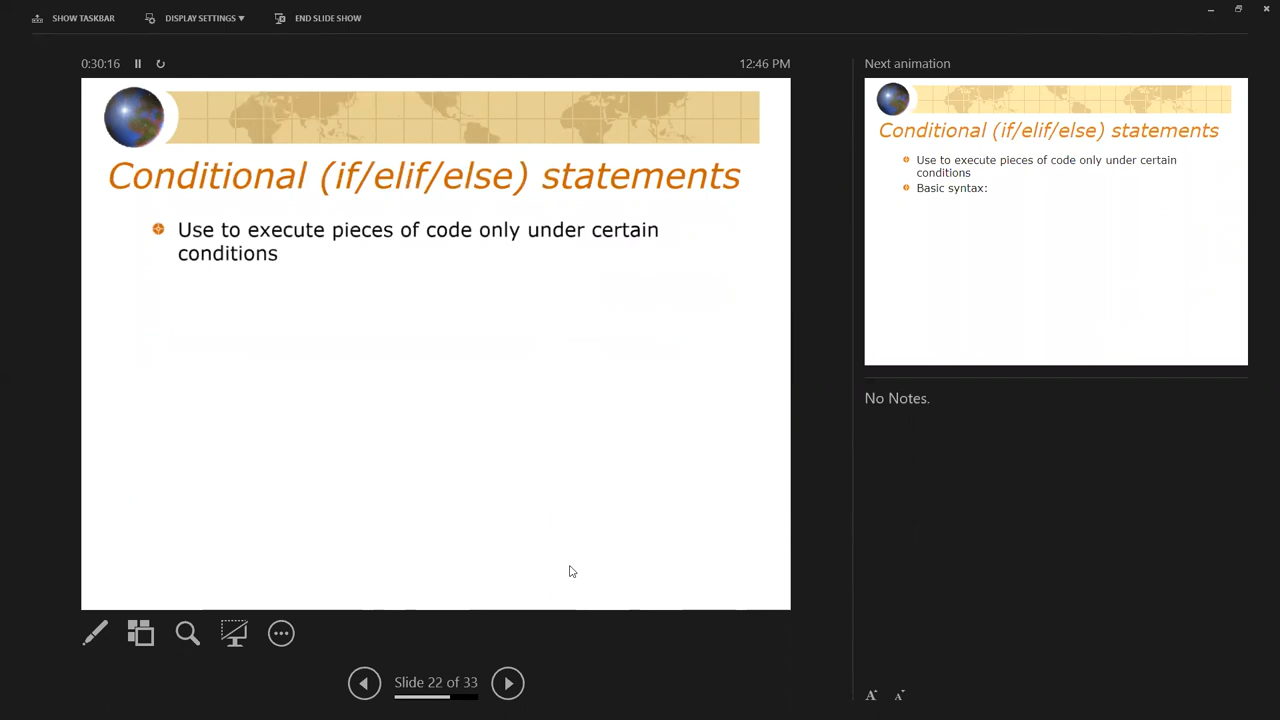 SHOW TASKBAR
DISPLAY SETTINGS ▼
END SLIDE SHOW
0:30:16
12:46 PM
Conditional (if/elif/else) statements
Use to execute pieces of code only under certain
conditions
Slide 22 of 33
Next animation
Conditional (if/elif/else) statements
Use to execute pieces of code only under certain
conditions
Basic syntax:
No Notes.
A A